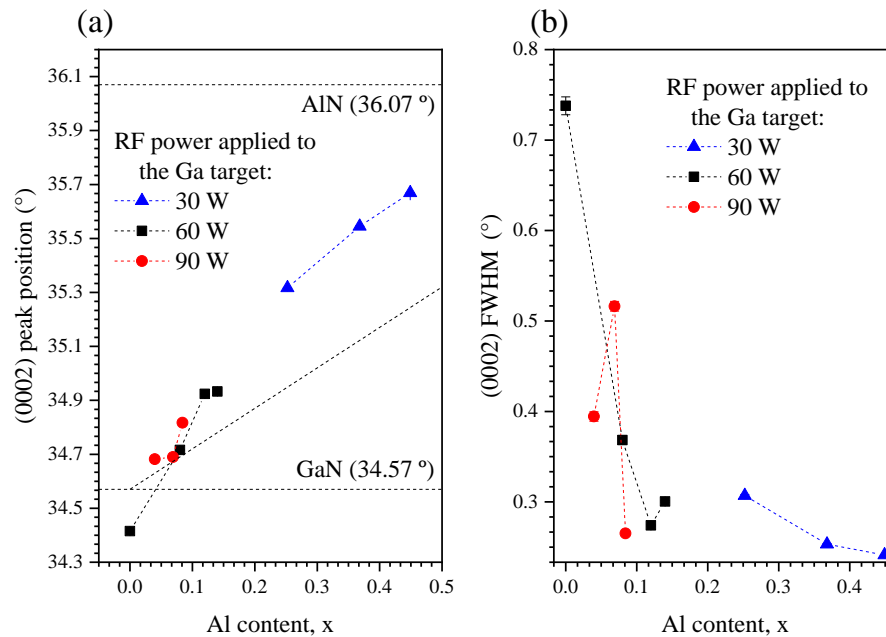 (a)
36.1
35.9
35.7
35.5
35.3
35.1
34.9
34.7
34.5
34.3
(0002) peak position (°)
AlN (36.07 º)
RF power applied to
the Ga target:
30 W
60 W
90 W
GaN (34.57 º)
0.0 0.1 0.2 0.3 0.4 0.5
Al content, x
(b)
0.8
0.7
0.6
0.5
0.4
0.3
(0002) FWHM (°)
RF power applied to
the Ga target:
30 W
60 W
90 W
0.0 0.2 0.4
Al content, x